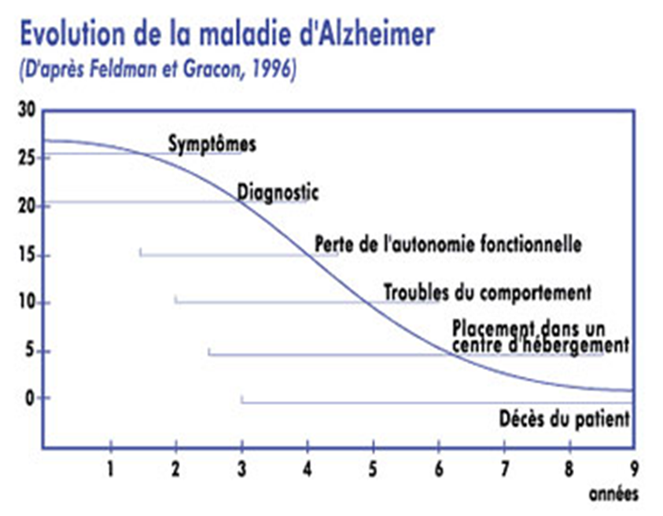 Evolution de la maladie d'Alzheimer
(D'après Feldman et Gracon, 1996)
30
25
20
15
10
5
0
Symptômes
Diagnostic
Perte de l'autonomie fonctionnelle
Troubles du comportement
Placement dans un
centre d'hébergement
Décès du patient
1 2 3 4 5 6 7 8 9
années